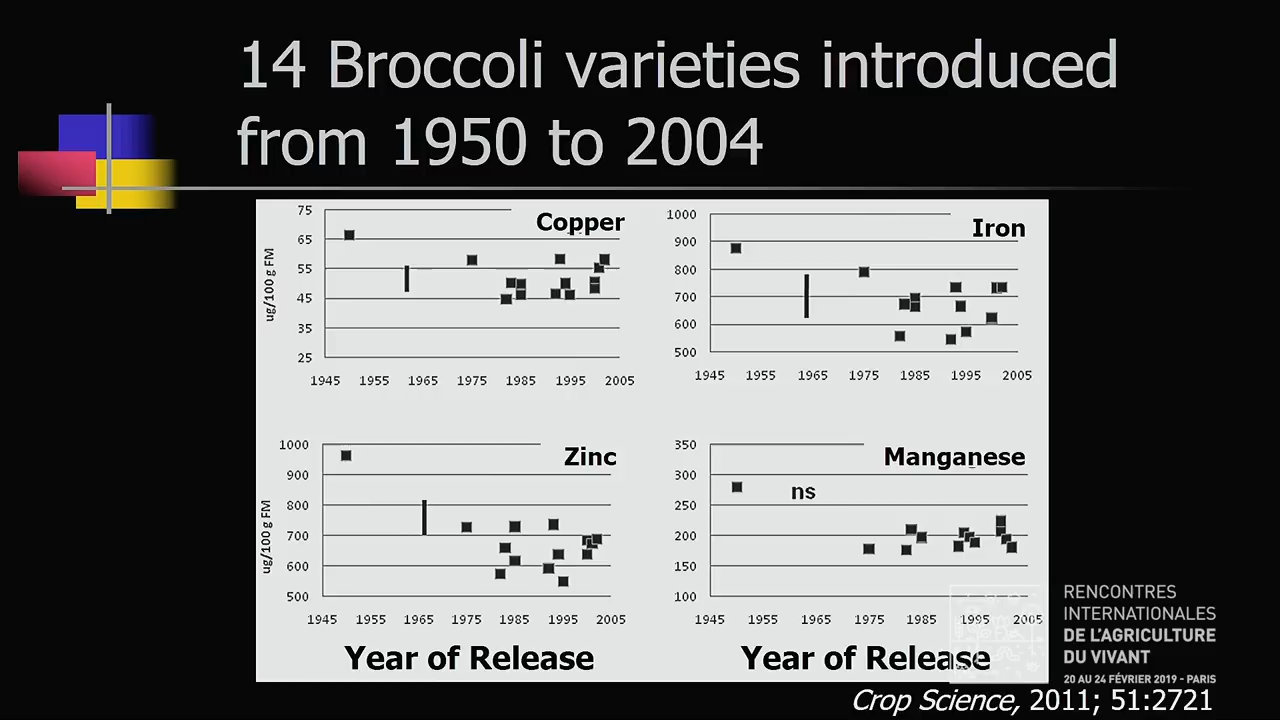 14 Broccoli varieties introduced
from 1950 to 2004
Copper
75
65
55
45
35
25
ug/100 g FM
1945 1955 1965 1975 1985 1995 2005
Iron
1000
900
800
700
600
500
1945 1955 1965 1975 1985 1995 2005
Zinc
1000
900
800
700
600
500
ug/100 g FM
1945 1955 1965 1975 1985 1995 2005
Year of Release
Manganese
350
300
ns
250
200
150
100
1945 1955 1965 1975 1985 1995 2005
Year of Release
RENCONTRES
INTERNATIONALES
DE L'AGRICULTURE
DU VIVANT
20 AU 24 FÉVRIER 2019 - PARIS
Crop Science, 2011; 51:2721